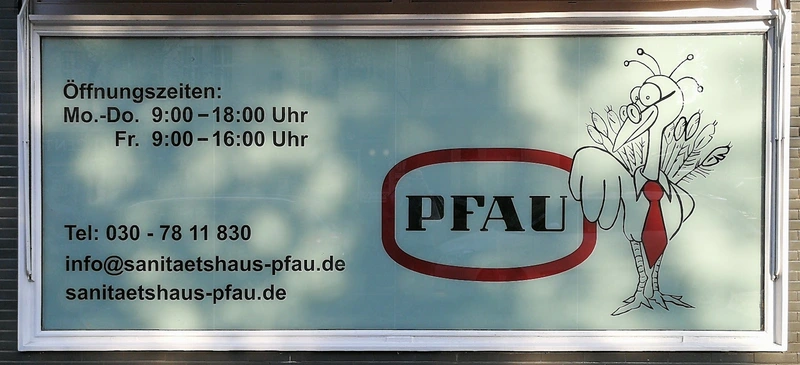 Öffnungszeiten:
Mo.-Do. 9:00–18:00 Uhr
Fr. 9:00–16:00 Uhr
Tel: 030 - 78 11 830
info@sanitaetshaus-pfau.de
sanitaetshaus-pfau.de
PFAU